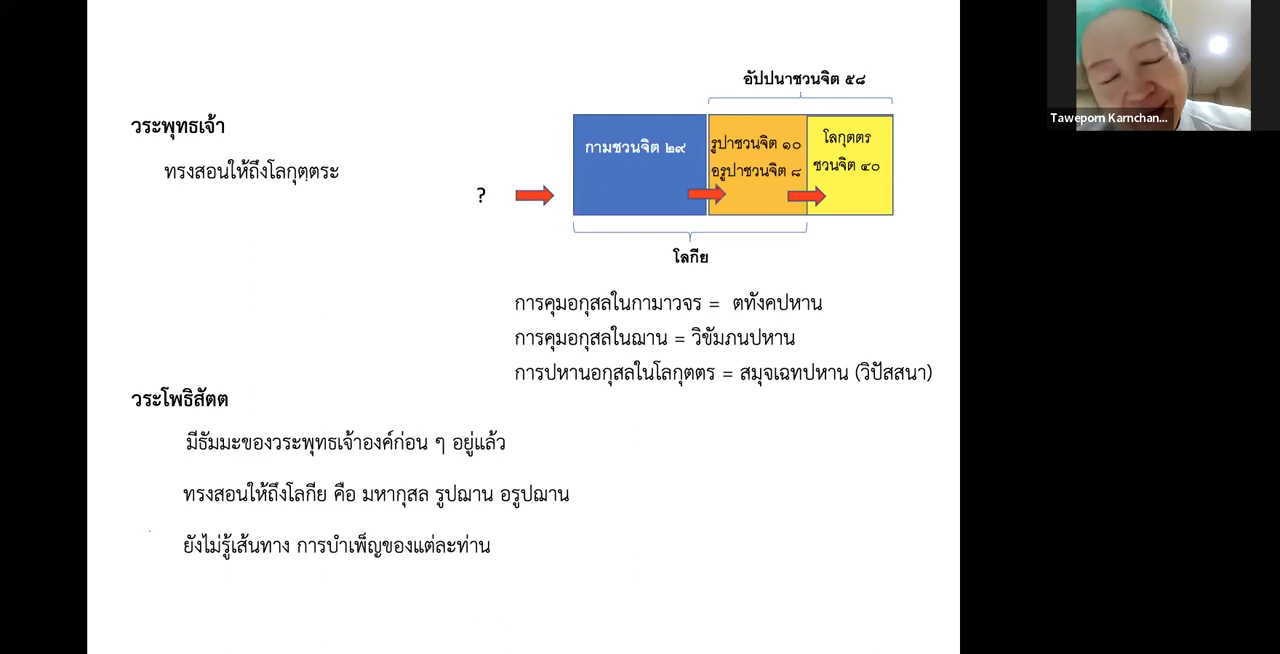 อัปปนาชวนจิต ๕๘
วระพุทธเจ้า
ทรงสอนให้ถึงโลกุตฺตระ
?
กามชวนจิต ๒๙
รูปาชวนจิต ๑๐
อรูปาชวนจิต ๘
โลกุตตร
ชวนจิต ๔๐
โลกีย
การคุมอกุสลในกามาวจร = ตทังคปหาน
การคุมอกุสลในฌาน = วิขัมภนปหาน
การปหานอกุสลในโลกุตตร = สมุจเฉทปหาน (วิปัสสนา)
วระโพธิสัตต
มีธัมมะของวระพุทธเจ้าองค์ก่อน ๆ อยู่แล้ว
ทรงสอนให้ถึงโลกีย คือ มหากุสล รูปฌาน อรูปฌาน
ยังไม่รู้เส้นทาง การบำเพ็ญของแต่ละท่าน
Taweporn Karnchan...